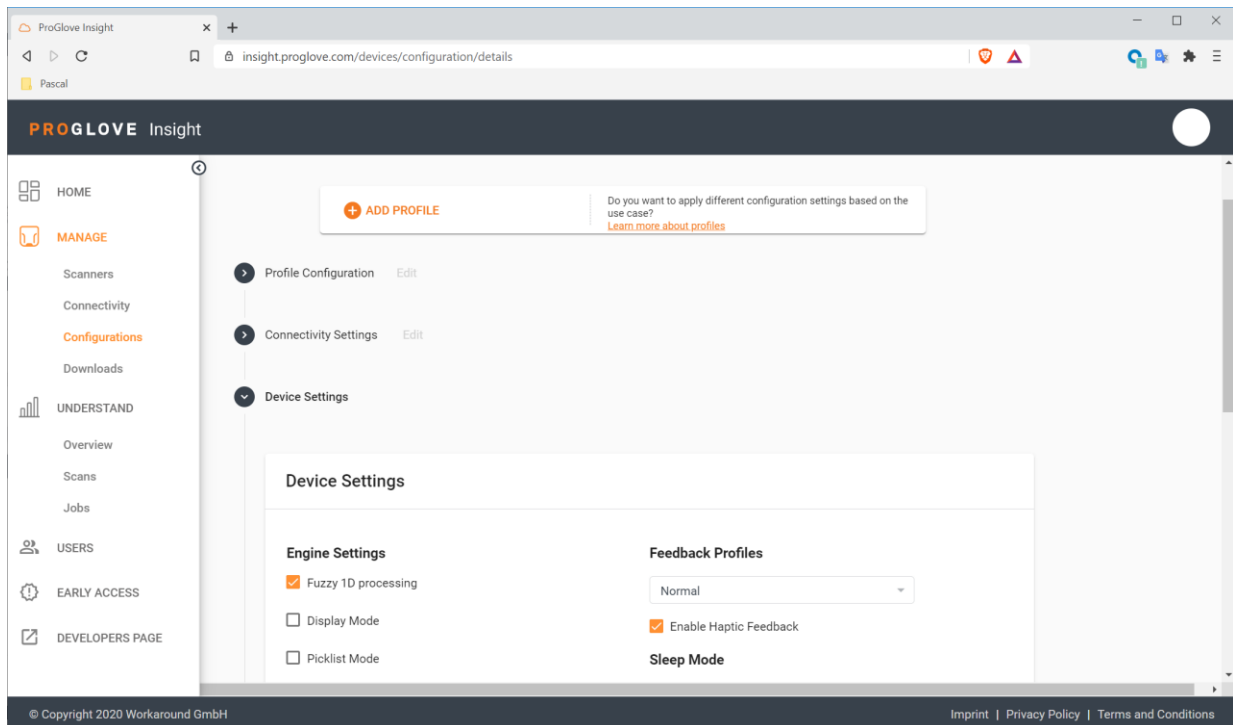 ProGlove Insight
insight.proglove.com/devices/configuration/details
1
Pascal
PROGLOVE Insight
HOME
MANAGE
Scanners
Connectivity
Configurations
Downloads
UNDERSTAND
Overview
Scans
Jobs
USERS
EARLY ACCESS
DEVELOPERS PAGE
ADD PROFILE
Do you want to apply different configuration settings based on the
use case?
Learn more about profiles
Profile Configuration Edit
Connectivity Settings Edit
Device Settings
Device Settings
Engine Settings
Fuzzy 1D processing
Display Mode
Picklist Mode
Feedback Profiles
Normal
Enable Haptic Feedback
Sleep Mode
© Copyright 2020 Workaround GmbH
Imprint | Privacy Policy | Terms and Conditions